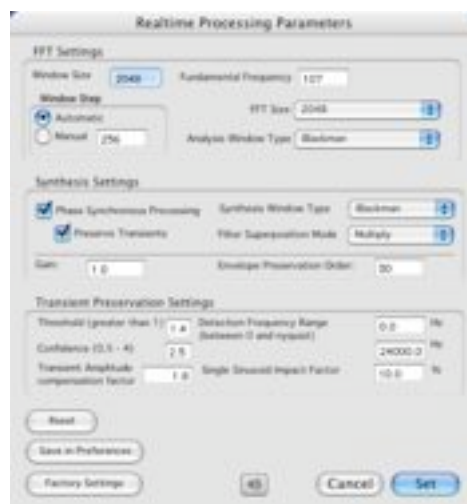 Realtime Processing Parameters
FFT Settings
Window Size 2048 Fundamental Frequency 107
Window Step
Automatic
FFT Size 2048
Manual 256 Analysis Window Type Blackman
Synthesis Settings
Phase Synchronous Processing Synthesis Window Type Blackman
Preserve Transients Filter Superposition Mode Multiply
Gain: 1.0 Envelope Preservation Order:
Transient Preservation Settings
Threshold (greater than 1) 1.4 Detection Frequency Range (between 0 and nyquist) 0.0 Hz
Confidence (0.5 - 4) 2.5 24000.0 Hz
Transient Amplitude compensation factor 1.0 Single Sinusoid Impact Factor 10.0 %
Reset
Save in Preferences
Factory Settings Cancel Set